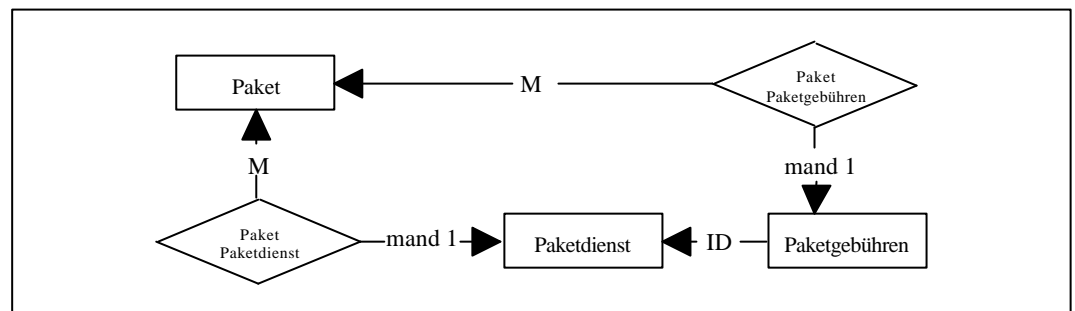 Paket
M
Paket
Paketgebühren
M
mand 1
Paket
Paketdienst
mand 1
Paketdienst
ID
Paketgebühren